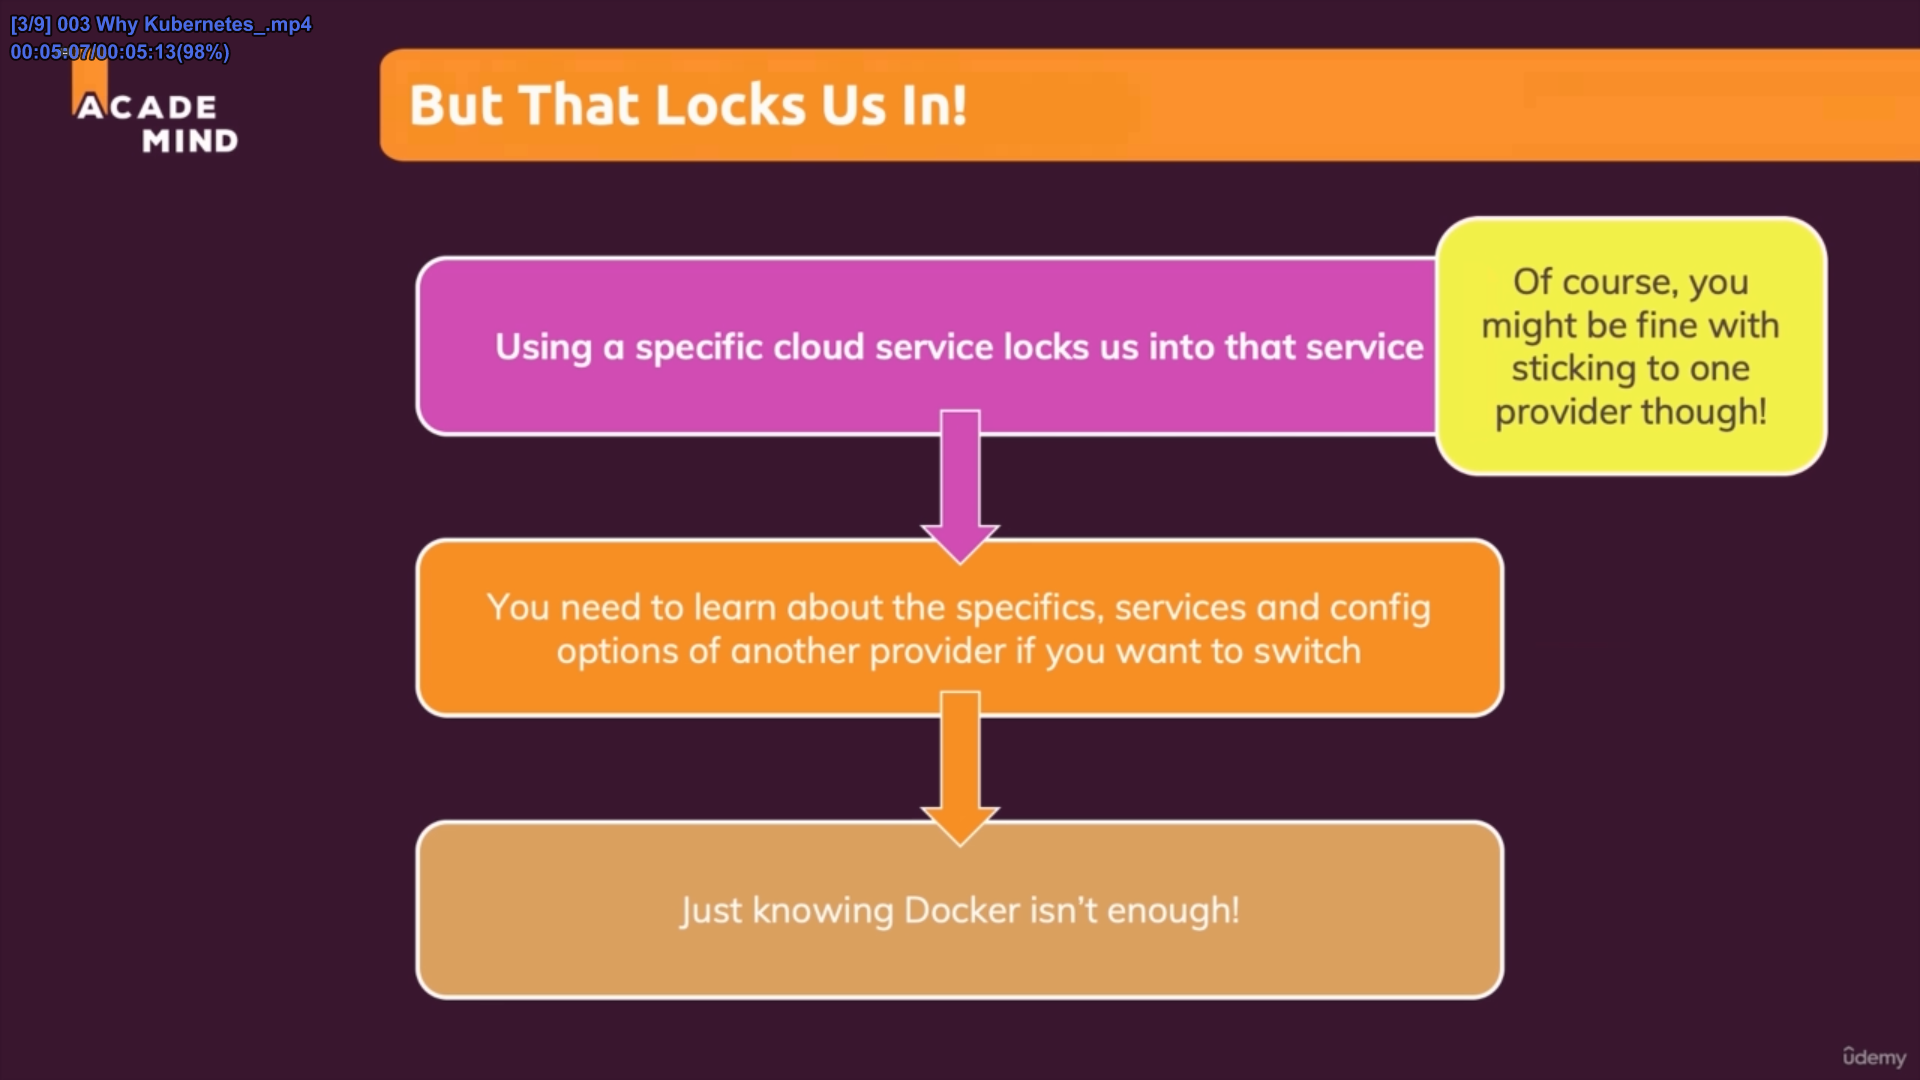 [3/9] 003 Why Kubernetes_.mp4
00:05:07/00:05:13(98%)
ACADE
MIND
But That Locks Us In!
Using a specific cloud service locks us into that service
Of course, you
might be fine with
sticking to one
provider though!
You need to learn about the specifics, services and config
options of another provider if you want to switch
Just knowing Docker isn’t enough!
ûdemy